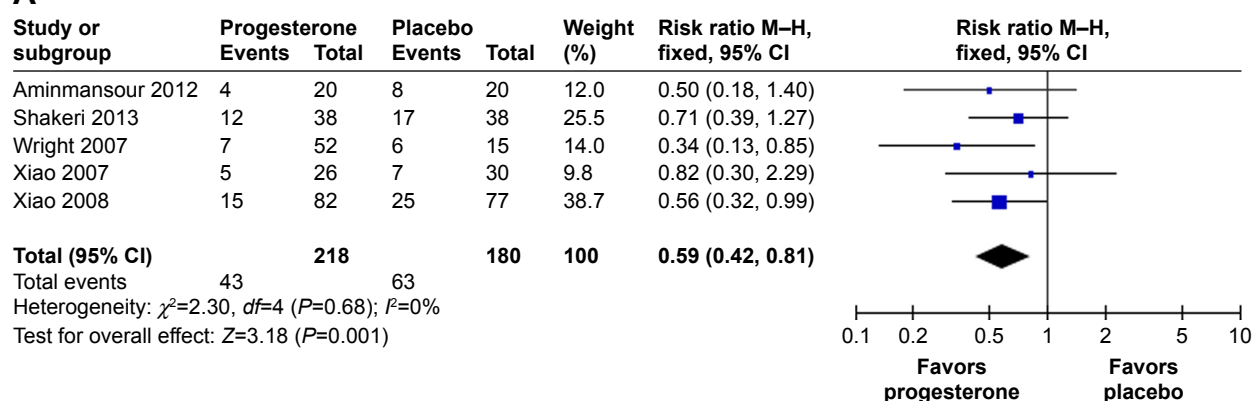 A
Study or Progesterone Placebo Weight Risk ratio M–H, Risk ratio M–H,
subgroup Events Total Events Total (%) fixed, 95% CI fixed, 95% CI
Aminmansour 2012 4 20 8 20 12.0 0.50 (0.18, 1.40)
Shakeri 2013 12 38 17 38 25.5 0.71 (0.39, 1.27)
Wright 2007 7 52 6 15 14.0 0.34 (0.13, 0.85)
Xiao 2007 5 26 7 30 9.8 0.82 (0.30, 2.29)
Xiao 2008 15 82 25 77 38.7 0.56 (0.32, 0.99)
Total (95% CI) 218 180 100 0.59 (0.42, 0.81)
Total events 43 63
Heterogeneity: χ²=2.30, df=4 (P=0.68); I²=0%
Test for overall effect: Z=3.18 (P=0.001)
0.1 0.2 0.5 1 2 5 10
Favors Favors
progesterone placebo